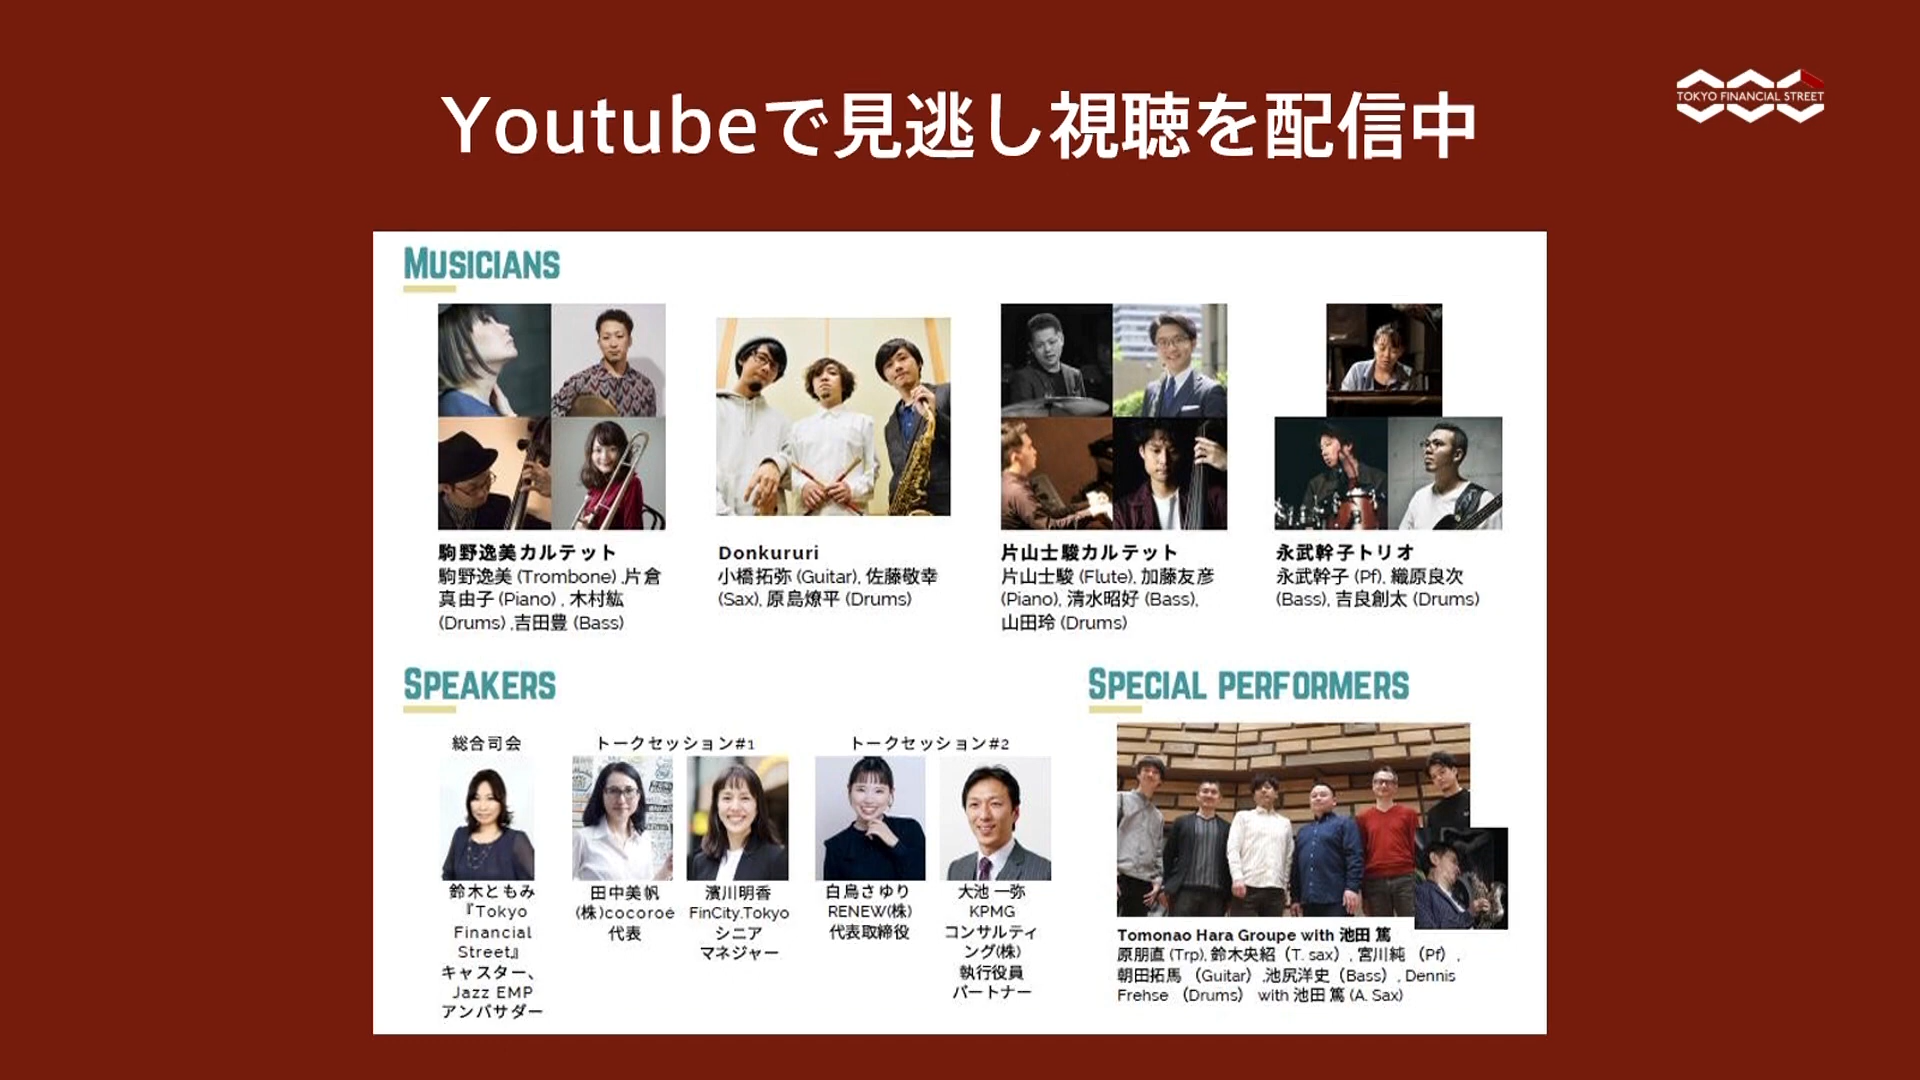 Youtubeで見逃し視聴を配信中
TOKYO FINANCIAL STREET
MUSICIANS
駒野逸美カルテット
駒野逸美 (Trombone) ,片倉
真由子 (Piano) , 木村紘
(Drums) ,吉田豊 (Bass)
Donkururi
小橋拓弥 (Guitar), 佐藤敬幸
(Sax), 原島燎平 (Drums)
片山士駿カルテット
片山士駿 (Flute), 加藤友彦
(Piano), 清水昭好 (Bass),
山田玲 (Drums)
永武幹子トリオ
永武幹子 (Pf), 織原良次
(Bass), 吉良創太 (Drums)
SPEAKERS
総合司会
鈴木ともみ
『Tokyo
Financial
Street』
キャスター、
Jazz EMP
アンバサダー
トークセッション#1
田中美帆
(株)cocoroé
代表
濱川明香
FinCity.Tokyo
シニア
マネジャー
トークセッション#2
白鳥さゆり
RENEW(株)
代表取締役
大池 一弥
KPMG
コンサルティ
ング(株)
執行役員
パートナー
SPECIAL PERFORMERS
Tomonao Hara Groupe with 池田 篤
原朋直 (Trp), 鈴木央紹（T. sax）, 宮川純 （Pf）,
朝田拓馬 （Guitar）,池尻洋史（Bass）, Dennis
Frehse （Drums） with 池田 篤 (A. Sax)